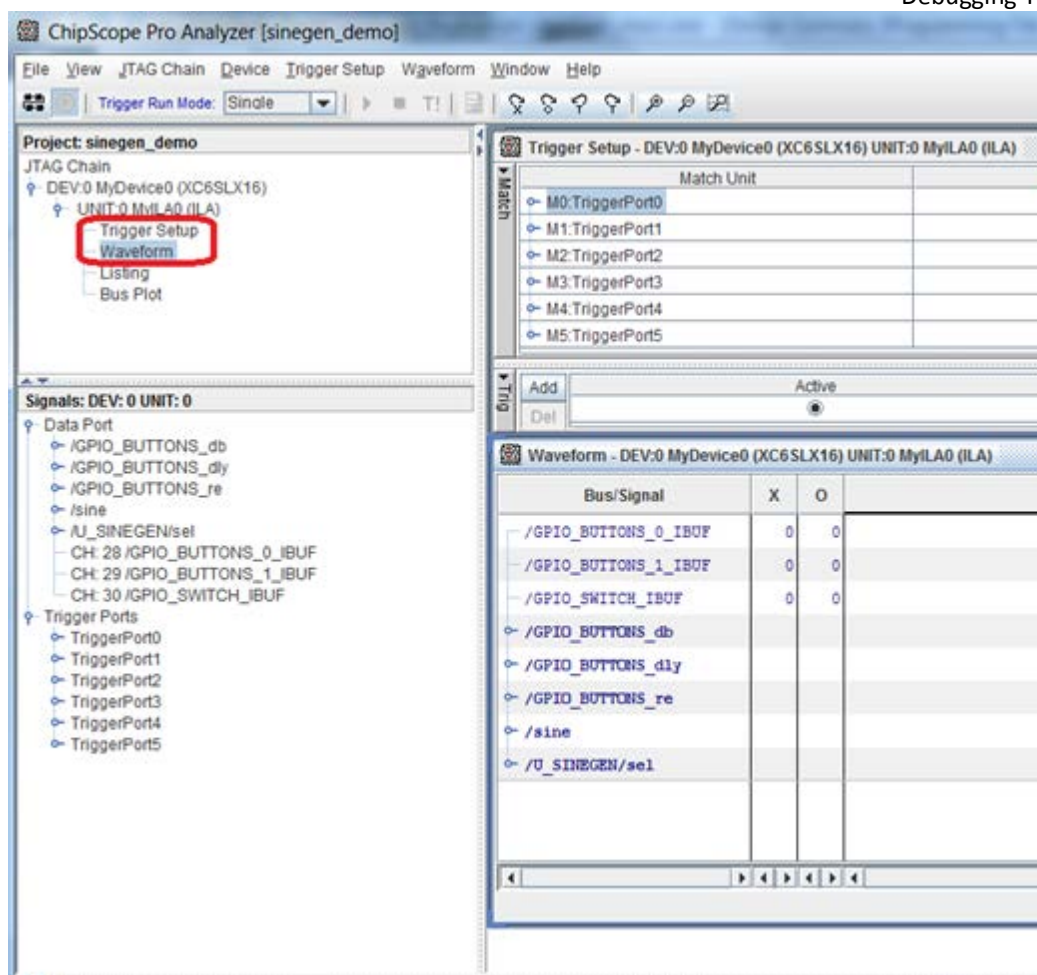 Debugging
ChipScope Pro Analyzer [sinegen_demo]
File View JTAG Chain Device Trigger Setup Waveform Window Help
Trigger Run Mode: Single T!
Project: sinegen_demo
JTAG Chain
DEV:0 MyDevice0 (XC6SLX16)
UNIT:0 MyILA0 (ILA)
Trigger Setup
Waveform
Listing
Bus Plot
Signals: DEV: 0 UNIT: 0
Data Port
/GPIO_BUTTONS_db
/GPIO_BUTTONS_dly
/GPIO_BUTTONS_re
/sine
/U_SINEGEN/sel
CH: 28 /GPIO_BUTTONS_0_IBUF
CH: 29 /GPIO_BUTTONS_1_IBUF
CH: 30 /GPIO_SWITCH_IBUF
Trigger Ports
TriggerPort0
TriggerPort1
TriggerPort2
TriggerPort3
TriggerPort4
TriggerPort5
Trigger Setup - DEV:0 MyDevice0 (XC6SLX16) UNIT:0 MyILA0 (ILA)
Match
Match Unit
M0:TriggerPort0
M1:TriggerPort1
M2:TriggerPort2
M3:TriggerPort3
M4:TriggerPort4
M5:TriggerPort5
Trig
Add Active
Del
Waveform - DEV:0 MyDevice0 (XC6SLX16) UNIT:0 MyILA0 (ILA)
Bus/Signal X O
/GPIO_BUTTONS_0_IBUF 0 0
/GPIO_BUTTONS_1_IBUF 0 0
/GPIO_SWITCH_IBUF 0 0
/GPIO_BUTTONS_db
/GPIO_BUTTONS_dly
/GPIO_BUTTONS_re
/sine
/U_SINEGEN/sel